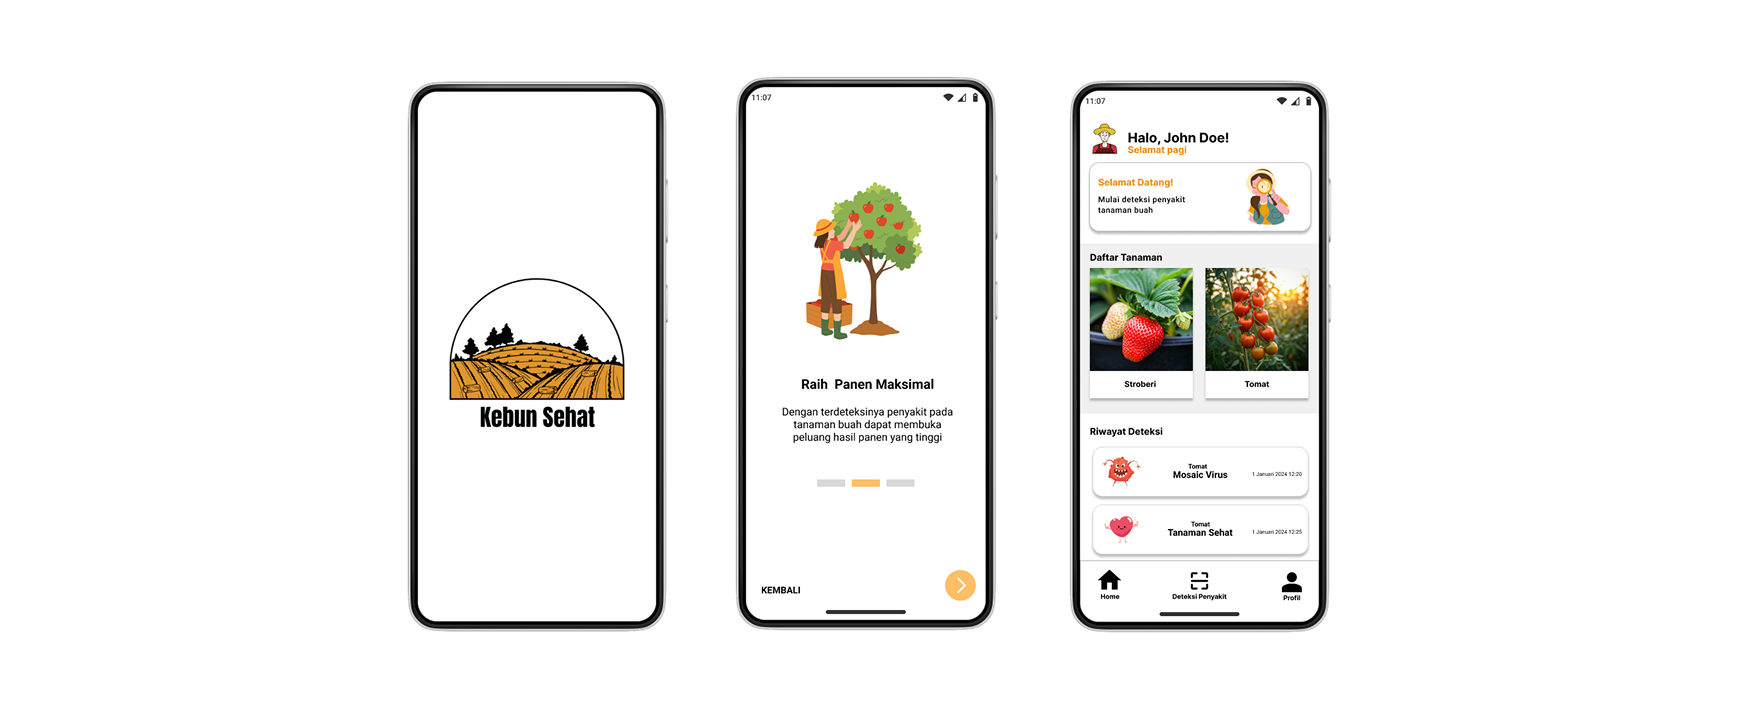 Kebun Sehat
11:07
Raih Panen Maksimal
Dengan terdeteksinya penyakit pada
tanaman buah dapat membuka
peluang hasil panen yang tinggi
KEMBALI
11:07
Halo, John Doe!
Selamat pagi
Selamat Datang!
Mulai deteksi penyakit
tanaman buah
Daftar Tanaman
Stroberi
Tomat
Riwayat Deteksi
Tomat
Mosaic Virus
1 Januari 2024 12:20
Tomat
Tanaman Sehat
1 Januari 2024 12:25
Home
Deteksi Penyakit
Profil